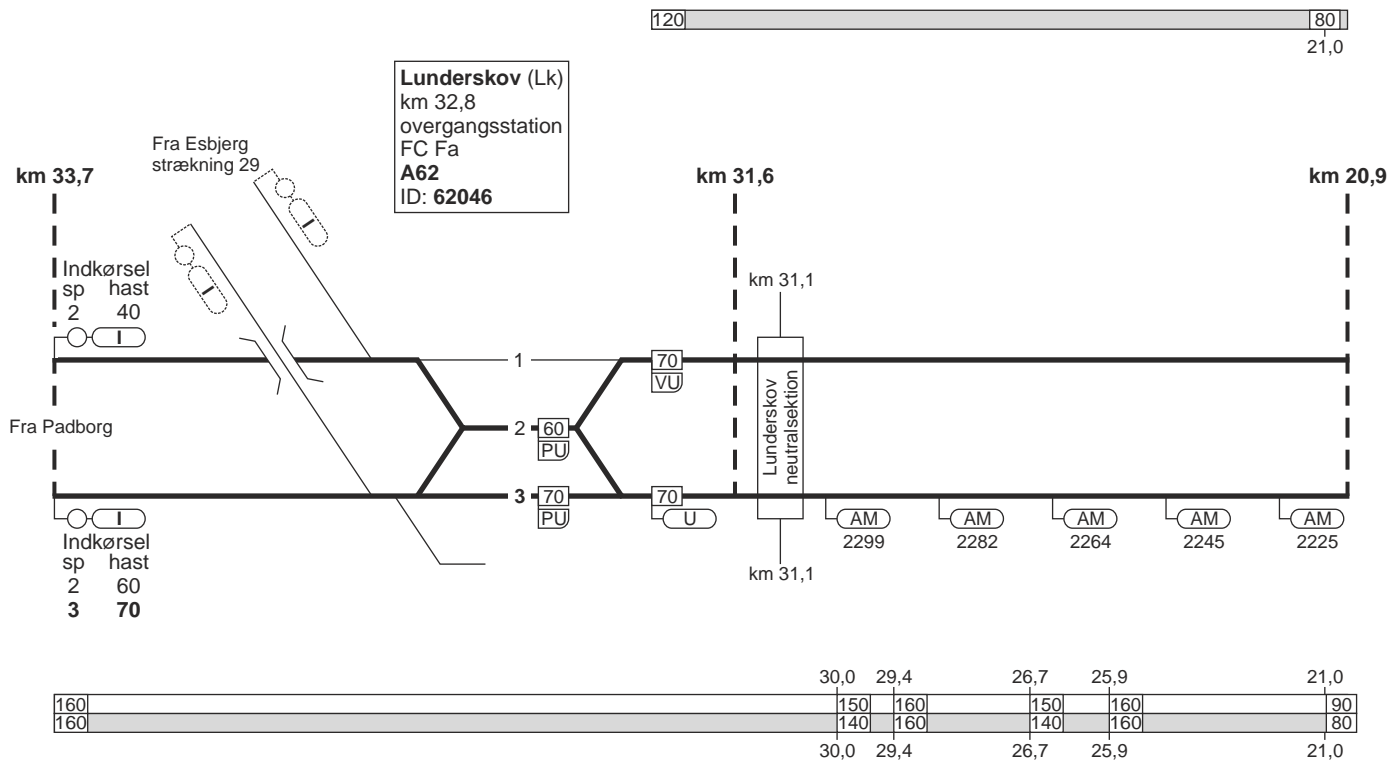 120 80
21,0
Lunderskov (Lk)
km 32,8
overgangsstation
FC Fa
A62
ID: 62046
Fra Esbjerg
strækning 29
km 33,7
km 31,6
km 20,9
Indkørsel
sp hast
2 40
I
I
I
km 31,1
1
70
VU
Fra Padborg
2
60
PU
Lunderskov
neutralsektion
3
70
PU
70
U
I
AM AM AM AM AM
2299 2282 2264 2245 2225
Indkørsel
sp hast
2 60
3 70
km 31,1
30,0 29,4 26,7 25,9 21,0
160 150 160 150 160 90
160 140 160 140 160 80
30,0 29,4 26,7 25,9 21,0